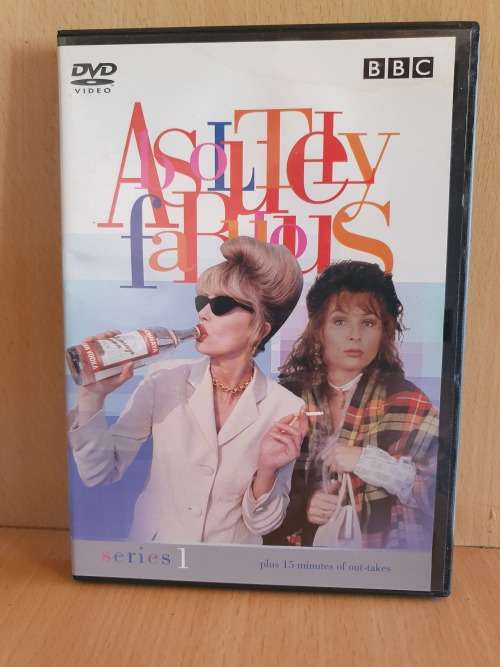 DVD
VIDEO
BBC
AbsoLuTELy
faBulouS
series 1
plus 15 minutes of out-takes